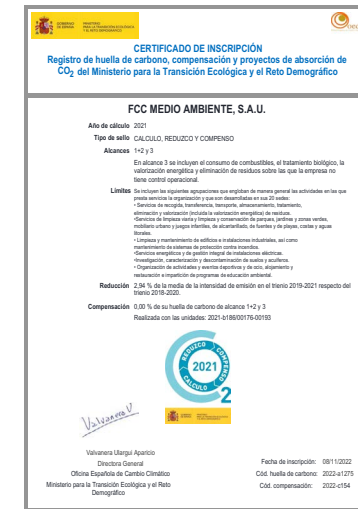 GOBIERNO DE ESPAÑA
MINISTERIO PARA LA TRANSICIÓN ECOLÓGICA Y EL RETO DEMOGRÁFICO
CERTIFICADO DE INSCRIPCIÓN
Registro de huella de carbono, compensación y proyectos de absorción de
CO2 del Ministerio para la Transición Ecológica y el Reto Demográfico
FCC MEDIO AMBIENTE, S.A.U.
Año de cálculo 2021
Tipo de sello CALCULO, REDUZCO Y COMPENSO
Alcances 1+2 y 3
En alcance 3 se incluyen el consumo de combustibles, el tratamiento biológico, la
valorización energética y eliminación de residuos sobre las que la empresa no
tiene control operacional.
Límites Se incluyen las siguientes agrupaciones que engloban de manera general las actividades en las que
presta servicios la organización y que son desarrolladas en sus 20 sedes:
• Servicios de recogida, transferencia, transporte, almacenamiento, tratamiento,
eliminación y valorización (incluida la valorización energética) de residuos.
•Servicios de limpieza viaria y limpieza y conservación de parques, jardines y zonas verdes,
mobiliario urbano y juegos infantiles, de alcantarillado, de fuentes y de playas, costas y aguas
litorales.
• Limpieza y mantenimiento de edificios e instalaciones industriales, así como
mantenimiento de sistemas de protección contra incendios.
•Servicios energéticos y de gestión integral de instalaciones eléctricas.
•Investigación, caracterización y descontaminación de suelos y acuíferos.
• Organización de actividades y eventos deportivos y de ocio, alojamiento y
restauración e impartición de programas de educación ambiental.
Reducción 2,94 % de la media de la intensidad de emisión en el trienio 2019-2021 respecto del
trienio 2018-2020.
Compensación 0,00 % de su huella de carbono de alcance 1+2 y 3
Realizada con las unidades: 2021-b186/00176-00193
REDUZCO
COMPENSO
CALCULO
2021
2
Valvanera U
Valvanera Ulargui Aparicio
Directora General
Oficina Española de Cambio Climático
Ministerio para la Transición Ecológica y el Reto
Demográfico
Fecha de inscripción: 08/11/2022
Cód. huella de carbono: 2022-a1275
Cód. compensación: 2022-c154